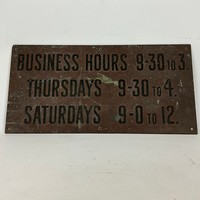 BUSINESS HOURS 9-30 TO 3
THURSDAYS 9-30 TO 4.
SATURDAYS 9-0 TO 12.